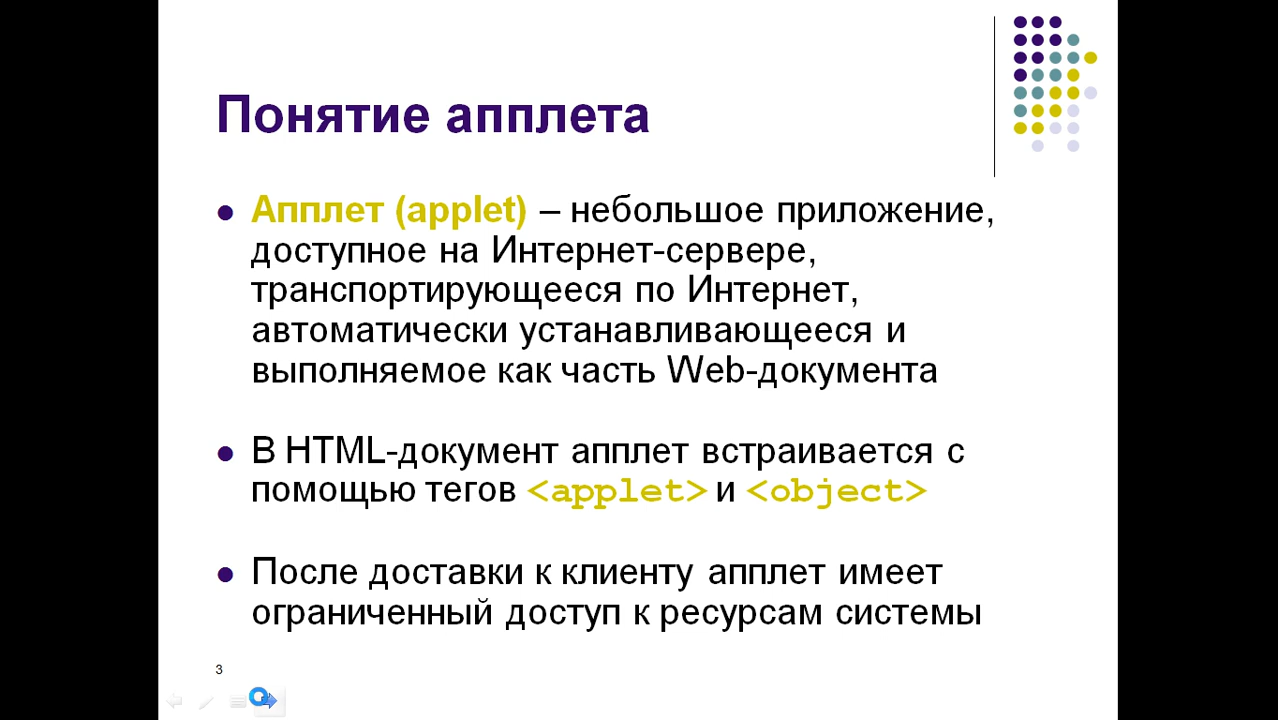 Понятие апплета
Апплет (applet) – небольшое приложение,
доступное на Интернет-сервере,
транспортирующееся по Интернет,
автоматически устанавливающееся и
выполняемое как часть Web-документа
В HTML-документ апплет встраивается с
помощью тегов <applet> и <object>
После доставки к клиенту апплет имеет
ограниченный доступ к ресурсам системы
3